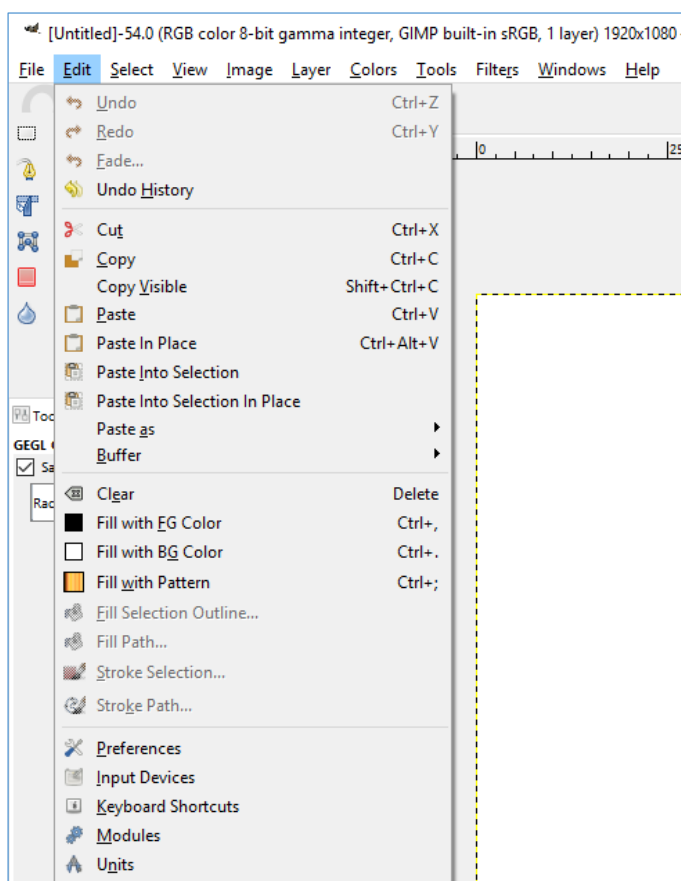 [Untitled]-54.0 (RGB color 8-bit gamma integer, GIMP built-in sRGB, 1 layer) 1920x1080
File Edit Select View Image Layer Colors Tools Filters Windows Help
Undo Ctrl+Z
Redo Ctrl+Y
Fade...
Undo History
0 25
Cut Ctrl+X
Copy Ctrl+C
Copy Visible Shift+Ctrl+C
Paste Ctrl+V
Paste In Place Ctrl+Alt+V
Paste Into Selection
Paste Into Selection In Place
Paste as
Buffer
Too
GEGL
Sa
Rac
Clear Delete
Fill with FG Color Ctrl+,
Fill with BG Color Ctrl+.
Fill with Pattern Ctrl+;
Fill Selection Outline...
Fill Path...
Stroke Selection...
Stroke Path...
Preferences
Input Devices
Keyboard Shortcuts
Modules
Units